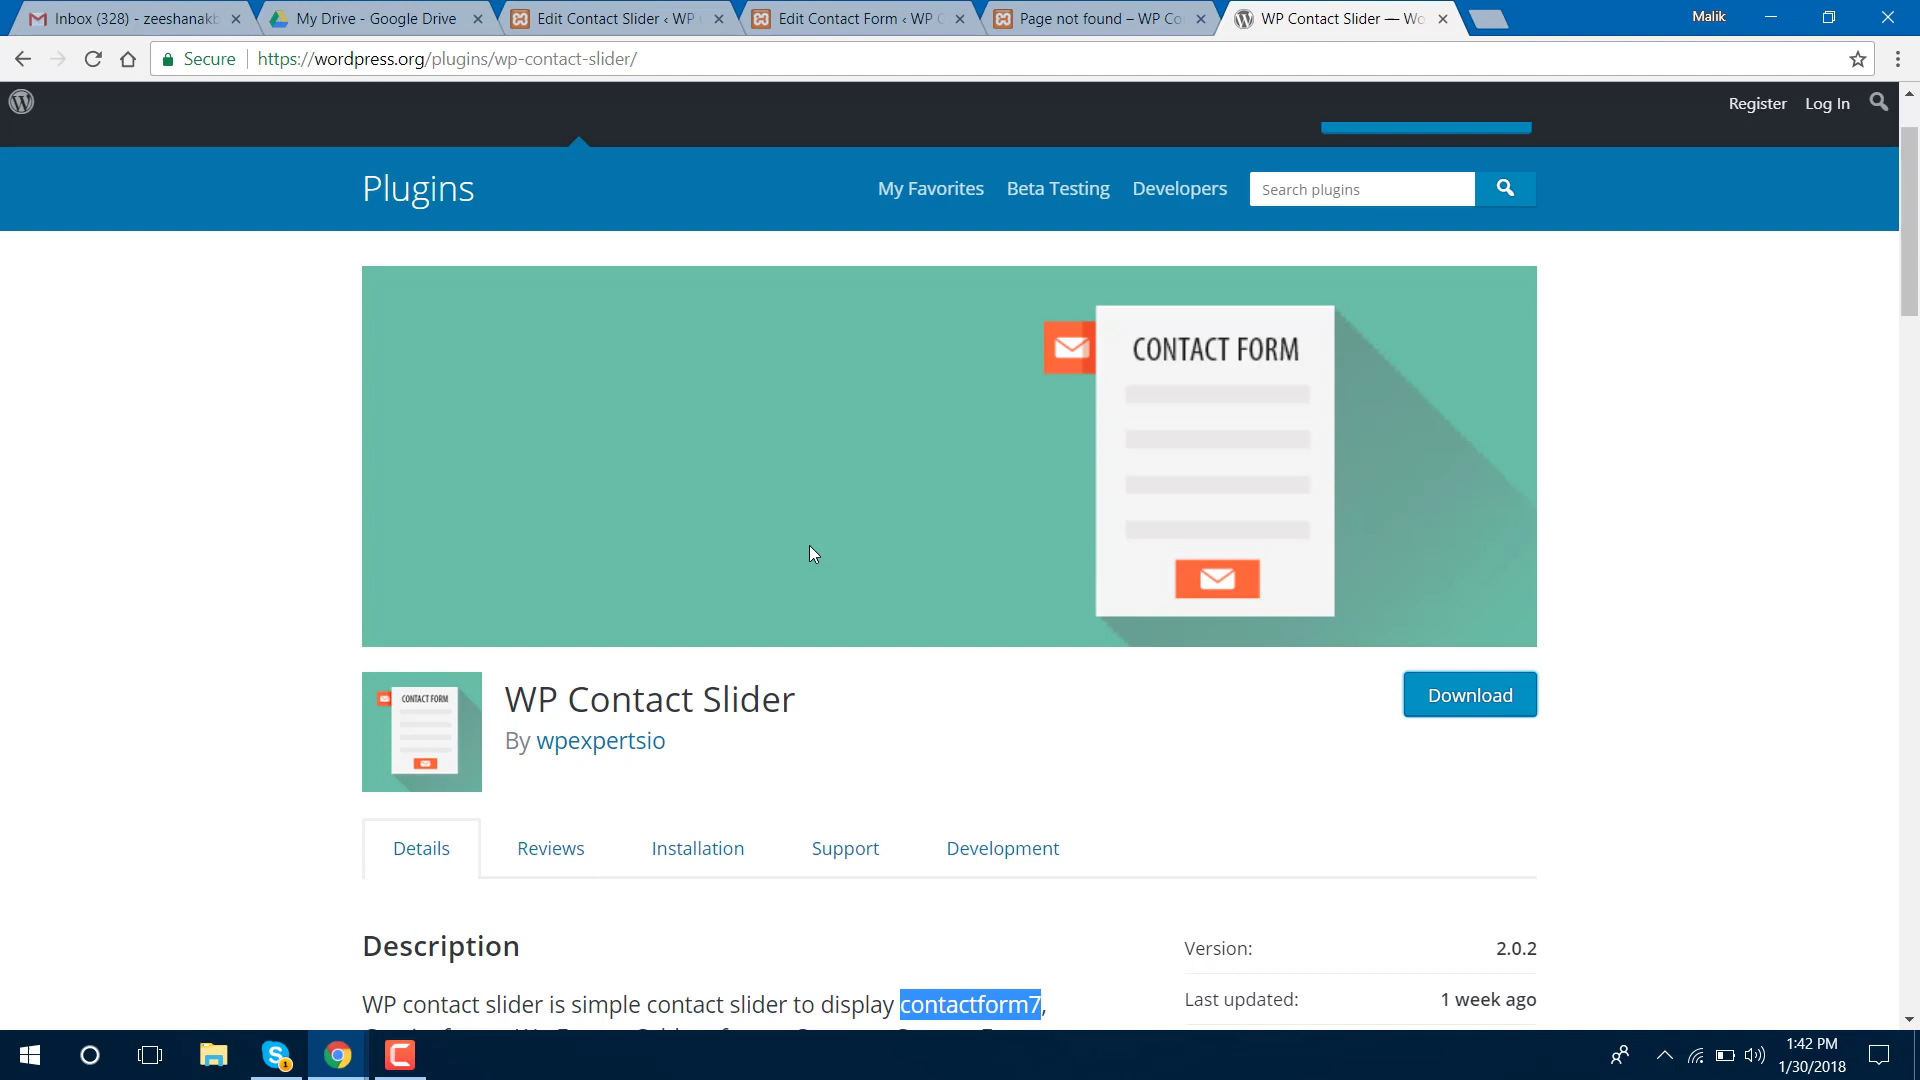 Inbox (328) - zeeshanakb
My Drive - Google Drive
Edit Contact Slider ‹ WP
Edit Contact Form ‹ WP C
Page not found – WP Co
WP Contact Slider — Wo
Malik
Secure
https://wordpress.org/plugins/wp-contact-slider/
Register
Log In
Plugins
My Favorites
Beta Testing
Developers
Search plugins
CONTACT FORM
CONTACT FORM
WP Contact Slider
By wpexpertsio
Download
Details
Reviews
Installation
Support
Development
Description
Version:
2.0.2
WP contact slider is simple contact slider to display contactform7,
Last updated:
1 week ago
S
1
1:42 PM
1/30/2018